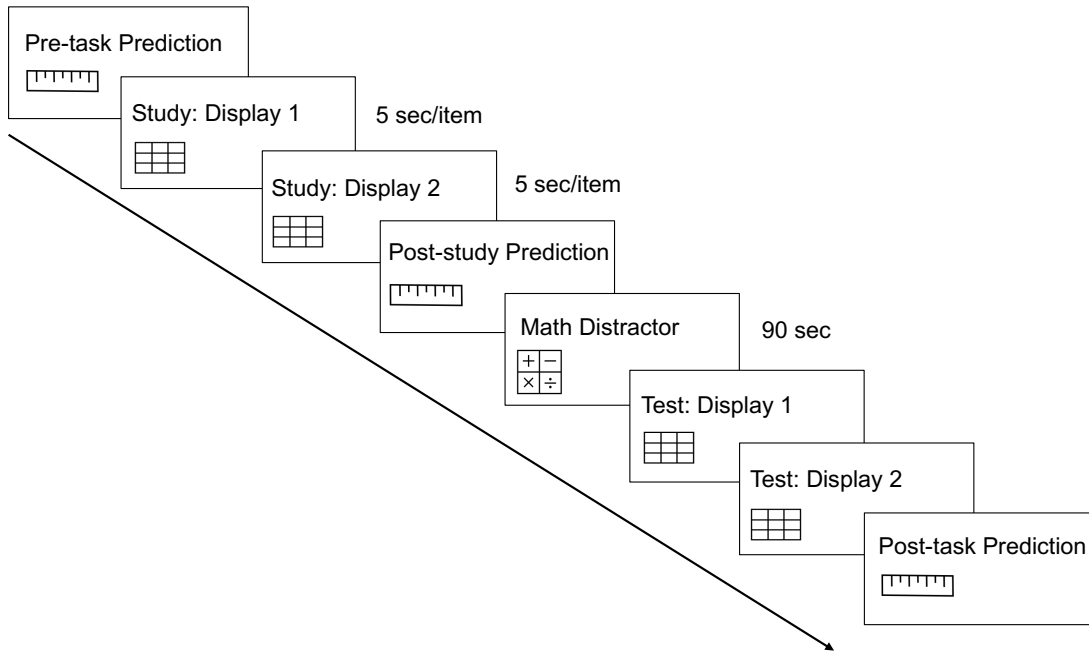 Pre-task Prediction
Study: Display 1
5 sec/item
Study: Display 2
5 sec/item
Post-study Prediction
Math Distractor
90 sec
+ −
× ÷
Test: Display 1
Test: Display 2
Post-task Prediction